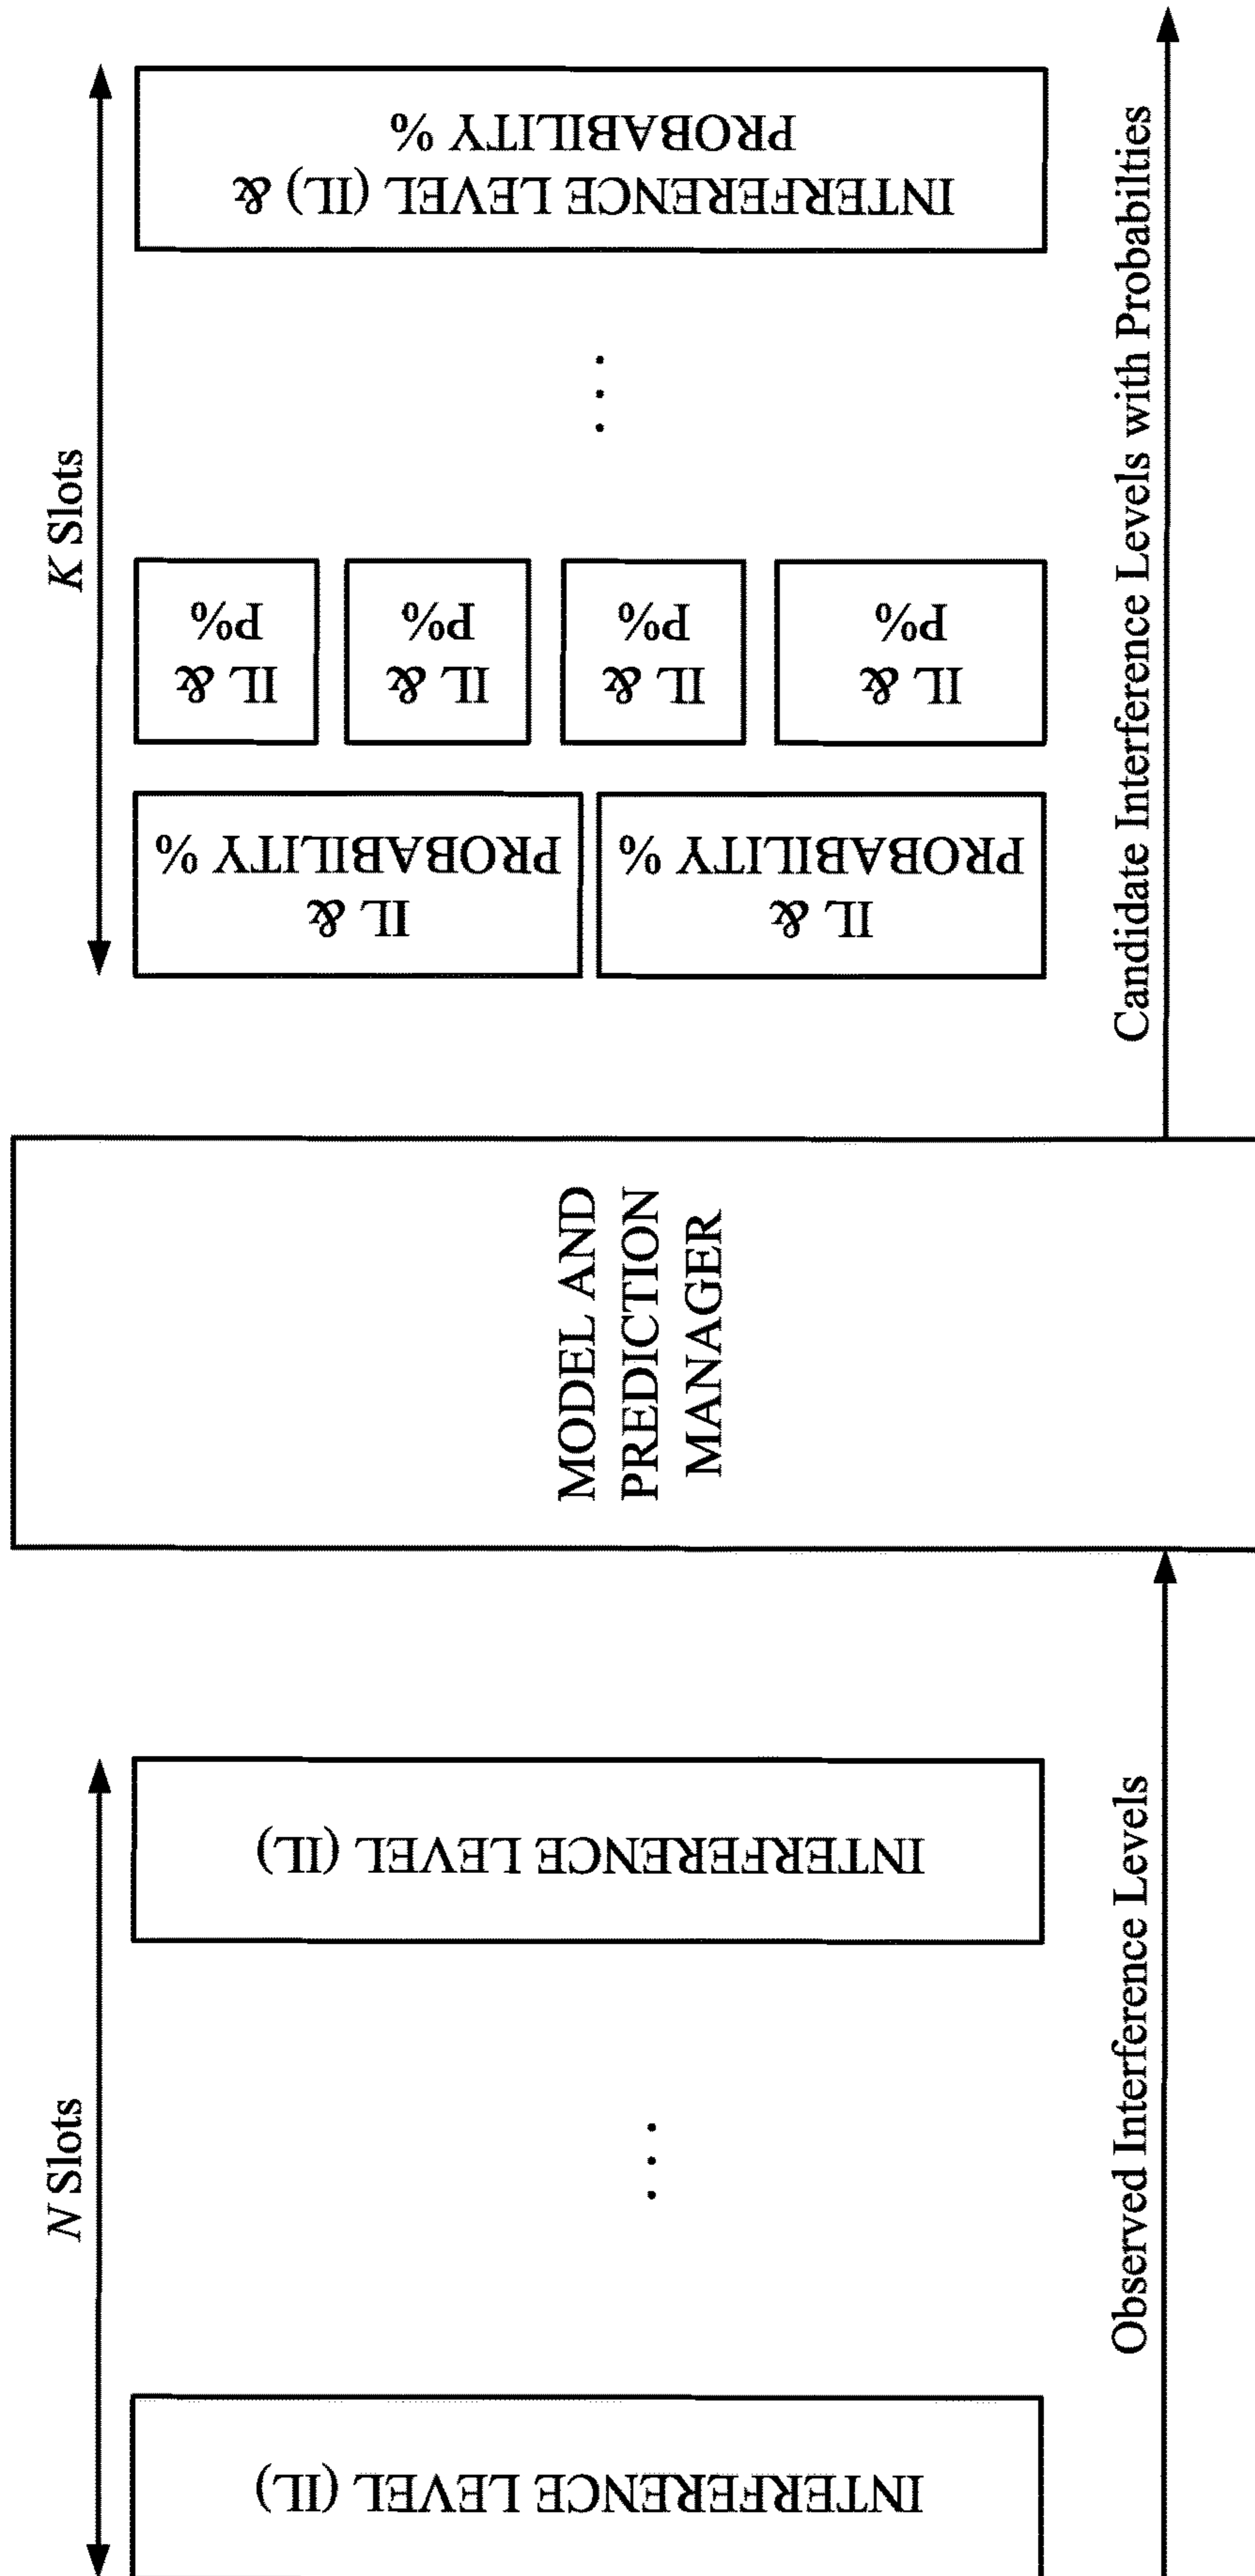 N Slots
INTERFERENCE LEVEL (IL)
...
INTERFERENCE LEVEL (IL)
Observed Interference Levels
MODEL AND
PREDICTION
MANAGER
K Slots
IL &
PROBABILITY %
IL &
PROBABILITY %
IL &
P%
IL &
P%
IL &
P%
IL &
P%
...
INTERFERENCE LEVEL (IL) &
PROBABILITY %
Candidate Interference Levels with Probabilties